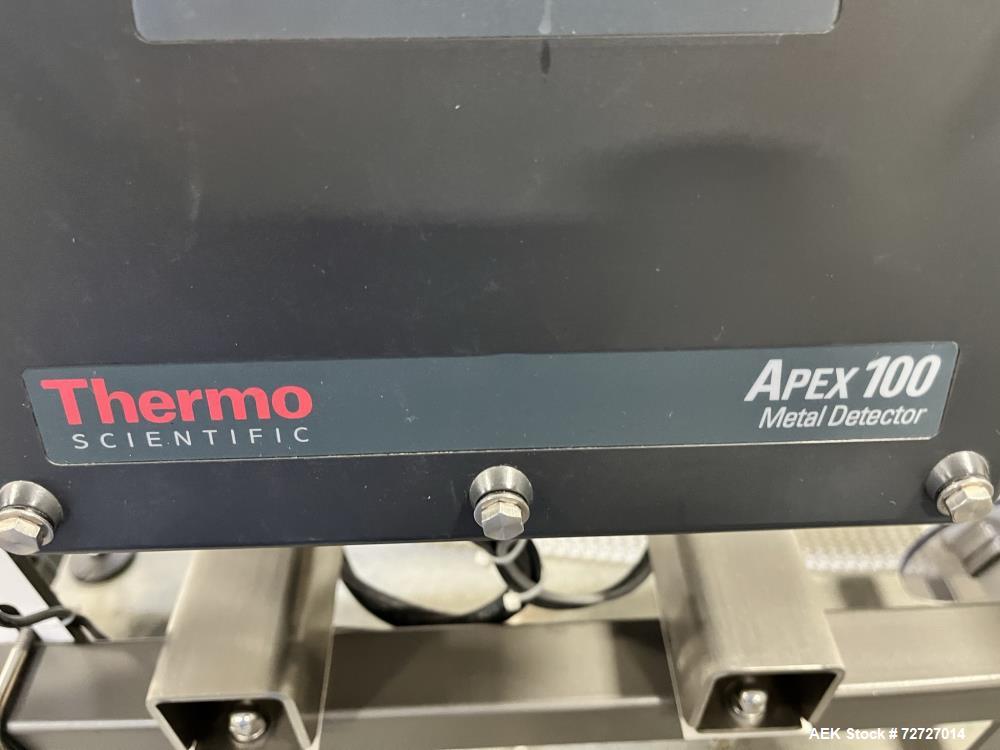 Thermo
SCIENTIFIC
APEX 100
Metal Detector
AEK Stock # 72727014